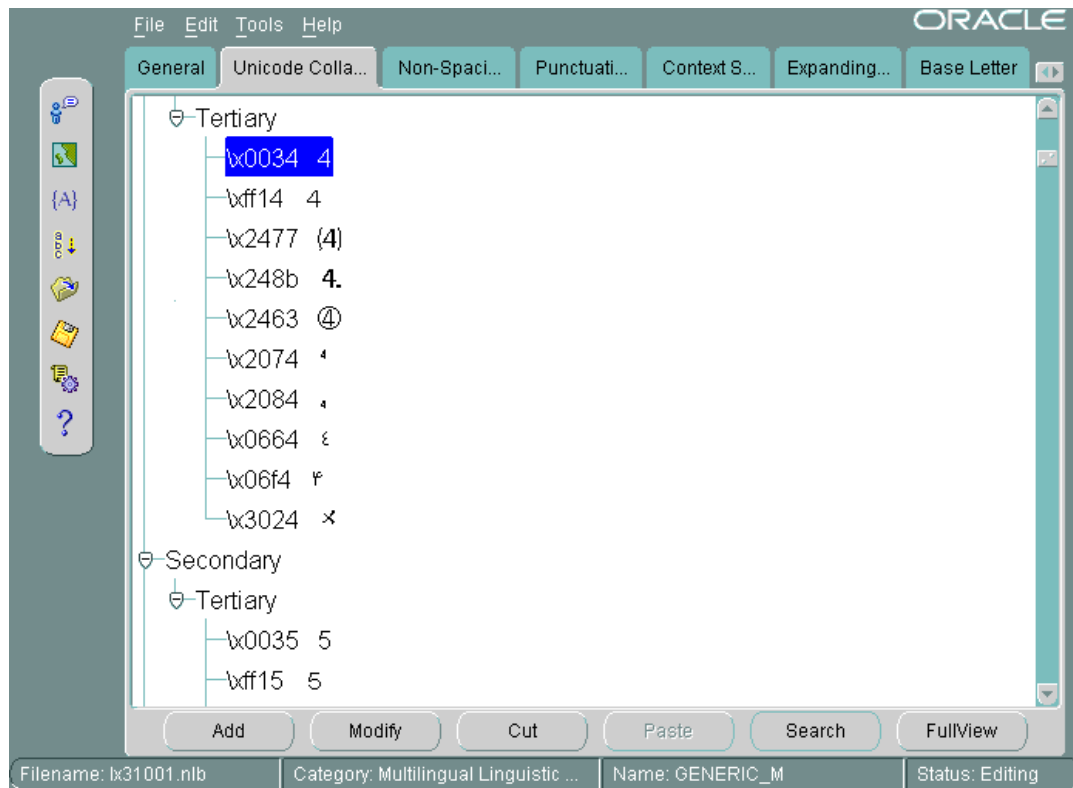 File Edit Tools Help ORACLE
General Unicode Colla... Non-Spaci... Punctuati... Context S... Expanding... Base Letter
Tertiary
\x0034 4
\xff14 4
\x2477 (4)
\x248b 4.
\x2463 ④
\x2074 ⁴
\x2084 ₄
\x0664 ٤
\x06f4 ۴
\x3024 〤
Secondary
Tertiary
\x0035 5
\xff15 5
{A}
a
b
c
?
Add Modify Cut Paste Search FullView
Filename: lx31001.nlb Category: Multilingual Linguistic ... Name: GENERIC_M Status: Editing